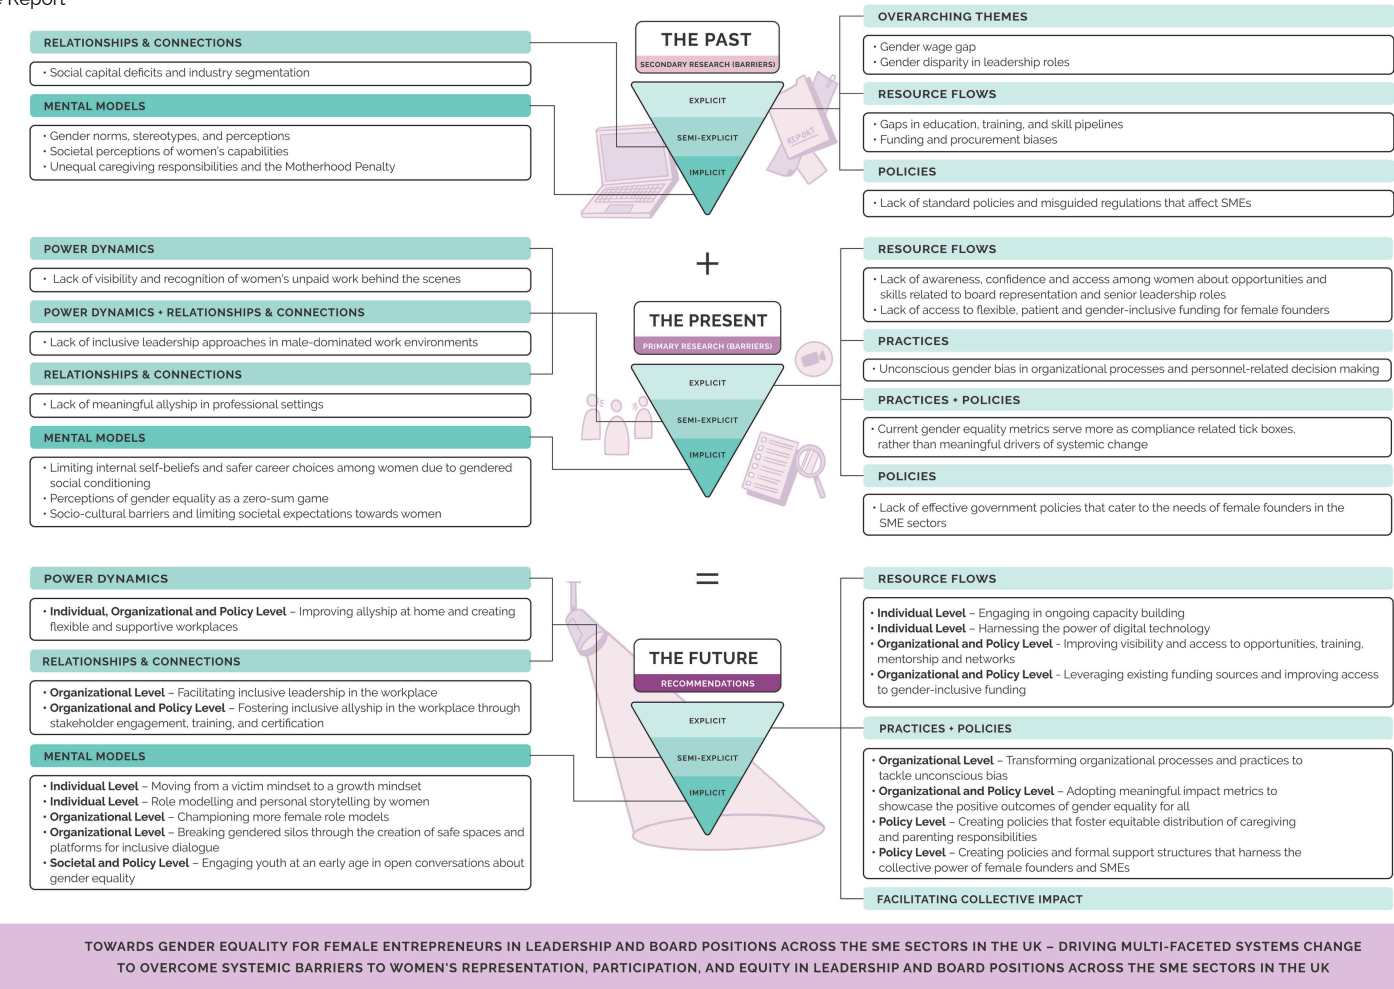 e Report
RELATIONSHIPS & CONNECTIONS
• Social capital deficits and industry segmentation
MENTAL MODELS
• Gender norms, stereotypes, and perceptions
• Societal perceptions of women's capabilities
• Unequal caregiving responsibilities and the Motherhood Penalty
THE PAST
SECONDARY RESEARCH (BARRIERS)
EXPLICIT
SEMI-EXPLICIT
IMPLICIT
REPORT
OVERARCHING THEMES
• Gender wage gap
• Gender disparity in leadership roles
RESOURCE FLOWS
• Gaps in education, training, and skill pipelines
• Funding and procurement biases
POLICIES
• Lack of standard policies and misguided regulations that affect SMEs
+
POWER DYNAMICS
• Lack of visibility and recognition of women's unpaid work behind the scenes
POWER DYNAMICS + RELATIONSHIPS & CONNECTIONS
• Lack of inclusive leadership approaches in male-dominated work environments
RELATIONSHIPS & CONNECTIONS
• Lack of meaningful allyship in professional settings
MENTAL MODELS
• Limiting internal self-beliefs and safer career choices among women due to gendered
social conditioning
• Perceptions of gender equality as a zero-sum game
• Socio-cultural barriers and limiting societal expectations towards women
THE PRESENT
PRIMARY RESEARCH (BARRIERS)
EXPLICIT
SEMI-EXPLICIT
IMPLICIT
RESOURCE FLOWS
• Lack of awareness, confidence and access among women about opportunities and
skills related to board representation and senior leadership roles
• Lack of access to flexible, patient and gender-inclusive funding for female founders
PRACTICES
• Unconscious gender bias in organizational processes and personnel-related decision making
PRACTICES + POLICIES
• Current gender equality metrics serve more as compliance related tick boxes,
rather than meaningful drivers of systemic change
POLICIES
• Lack of effective government policies that cater to the needs of female founders in the
SME sectors
=
POWER DYNAMICS
• Individual, Organizational and Policy Level – Improving allyship at home and creating
flexible and supportive workplaces
RELATIONSHIPS & CONNECTIONS
• Organizational Level – Facilitating inclusive leadership in the workplace
• Organizational and Policy Level – Fostering inclusive allyship in the workplace through
stakeholder engagement, training, and certification
MENTAL MODELS
• Individual Level – Moving from a victim mindset to a growth mindset
• Individual Level – Role modelling and personal storytelling by women
• Organizational Level – Championing more female role models
• Organizational Level – Breaking gendered silos through the creation of safe spaces and
platforms for inclusive dialogue
• Societal and Policy Level – Engaging youth at an early age in open conversations about
gender equality
THE FUTURE
RECOMMENDATIONS
EXPLICIT
SEMI-EXPLICIT
IMPLICIT
RESOURCE FLOWS
• Individual Level – Engaging in ongoing capacity building
• Individual Level – Harnessing the power of digital technology
• Organizational and Policy Level - Improving visibility and access to opportunities, training,
mentorship and networks
• Organizational and Policy Level - Leveraging existing funding sources and improving access
to gender-inclusive funding
PRACTICES + POLICIES
• Organizational Level – Transforming organizational processes and practices to
tackle unconscious bias
• Organizational and Policy Level – Adopting meaningful impact metrics to
showcase the positive outcomes of gender equality for all
• Policy Level – Creating policies that foster equitable distribution of caregiving
and parenting responsibilities
• Policy Level – Creating policies and formal support structures that harness the
collective power of female founders and SMEs
FACILITATING COLLECTIVE IMPACT
TOWARDS GENDER EQUALITY FOR FEMALE ENTREPRENEURS IN LEADERSHIP AND BOARD POSITIONS ACROSS THE SME SECTORS IN THE UK – DRIVING MULTI-FACETED SYSTEMS CHANGE
TO OVERCOME SYSTEMIC BARRIERS TO WOMEN'S REPRESENTATION, PARTICIPATION, AND EQUITY IN LEADERSHIP AND BOARD POSITIONS ACROSS THE SME SECTORS IN THE UK